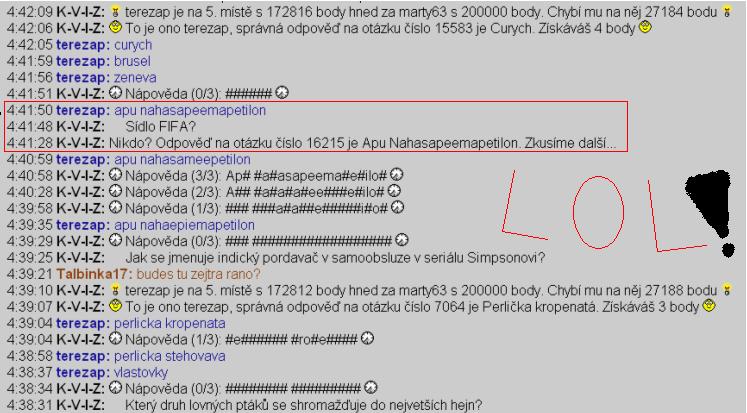 4:42:09 K-V-I-Z: terezap je na 5. místě s 172816 body hned za marty63 s 200000 body. Chybí mu na něj 27184 bodu
4:42:06 K-V-I-Z: To je ono terezap, správná odpověď na otázku číslo 15583 je Curych. Získáváš 4 body
4:42:05 terezap: curych
4:41:59 terezap: brusel
4:41:56 terezap: zeneva
4:41:51 K-V-I-Z: Nápověda (0/3): ######
4:41:50 terezap: apu nahasapeemapetilon
4:41:48 K-V-I-Z: Sídlo FIFA?
4:41:28 K-V-I-Z: Nikdo? Odpověď na otázku číslo 16215 je Apu Nahasapeemapetilon. Zkusíme další...
4:40:59 terezap: apu nahasameepetilon
4:40:58 K-V-I-Z: Nápověda (3/3): Ap# #a#asapeema#e#ilo#
4:40:28 K-V-I-Z: Nápověda (2/3): A## #a#a#a#ee###e#ilo#
4:39:58 K-V-I-Z: Nápověda (1/3): ### ###a#a##e#####i#o#
4:39:35 terezap: apu nahaepiemapetilon
4:39:29 K-V-I-Z: Nápověda (0/3): ### ##################
4:39:25 K-V-I-Z: Jak se jmenuje indický pordavač v samoobsluze v seriálu Simpsonovi?
4:39:21 Talbinka17: budes tu zejtra rano?
4:39:10 K-V-I-Z: terezap je na 5. místě s 172812 body hned za marty63 s 200000 body. Chybí mu na něj 27188 bodu
4:39:07 K-V-I-Z: To je ono terezap, správná odpověď na otázku číslo 7064 je Perlička kropenatá. Získáváš 3 body
4:39:04 terezap: perlicka kropenata
4:39:04 K-V-I-Z: Nápověda (1/3): #e###### #ro#e####
4:38:58 terezap: perlicka stehovava
4:38:37 terezap: vlastovky
4:38:34 K-V-I-Z: Nápověda (0/3): ######## #########
4:38:31 K-V-I-Z: Který druh lovných ptáků se shromažďuje do nejvetších hejn?
LOL!